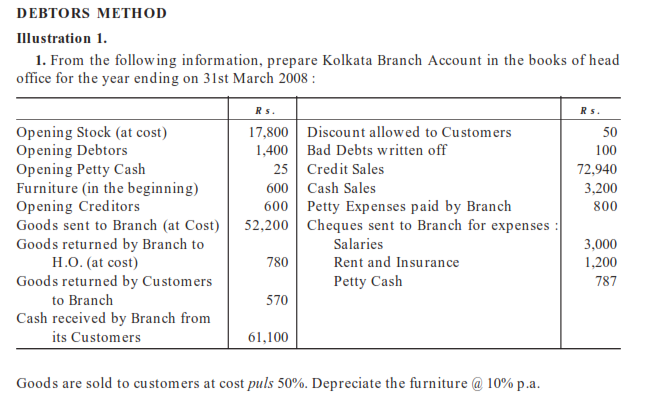 DEBTORS METHOD
Illustration 1.
1. From the following information, prepare Kolkata Branch Account in the books of head
office for the year ending on 31st March 2008 :
Rs. Rs.
Opening Stock (at cost) 17,800 Discount allowed to Customers 50
Opening Debtors 1,400 Bad Debts written off 100
Opening Petty Cash 25 Credit Sales 72,940
Furniture (in the beginning) 600 Cash Sales 3,200
Opening Creditors 600 Petty Expenses paid by Branch 800
Goods sent to Branch (at Cost) 52,200 Cheques sent to Branch for expenses :
Goods returned by Branch to Salaries 3,000
H.O. (at cost) 780 Rent and Insurance 1,200
Goods returned by Customers Petty Cash 787
to Branch 570
Cash received by Branch from
its Customers 61,100
Goods are sold to customers at cost puls 50%. Depreciate the furniture @ 10% p.a.